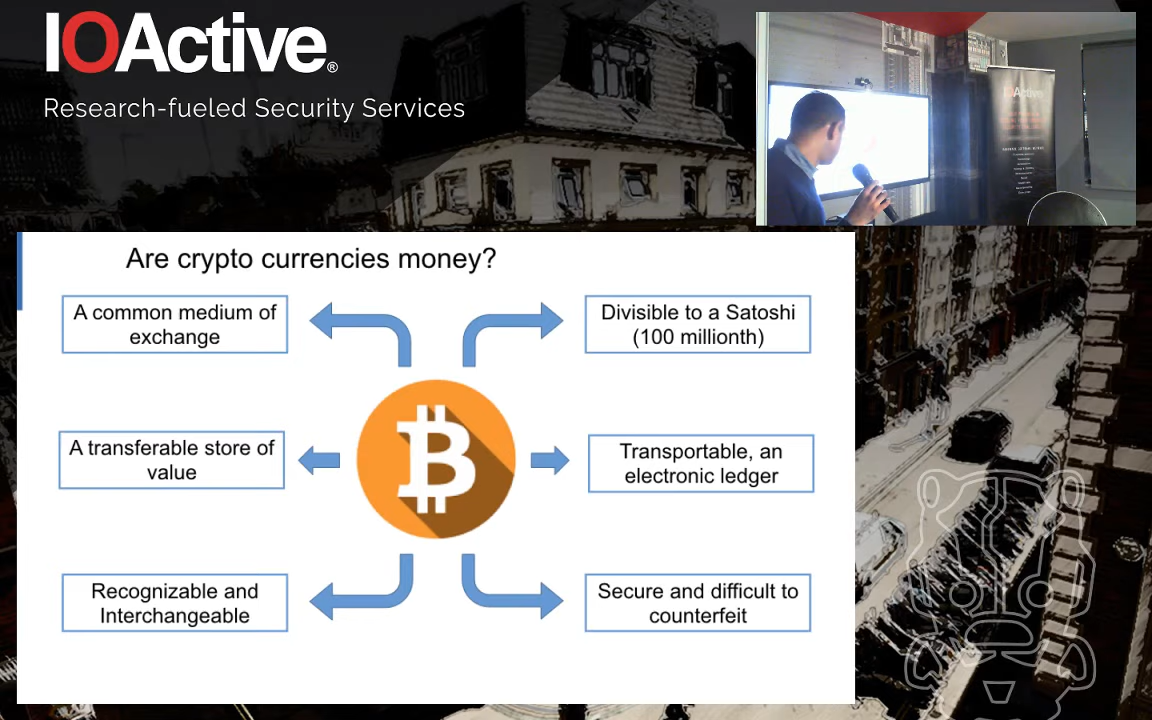 IOActive®
Research-fueled Security Services
IOActive
Are crypto currencies money?
A common medium of
exchange
Divisible to a Satoshi
(100 millionth)
A transferable store of
value
Transportable, an
electronic ledger
Recognizable and
Interchangeable
Secure and difficult to
counterfeit